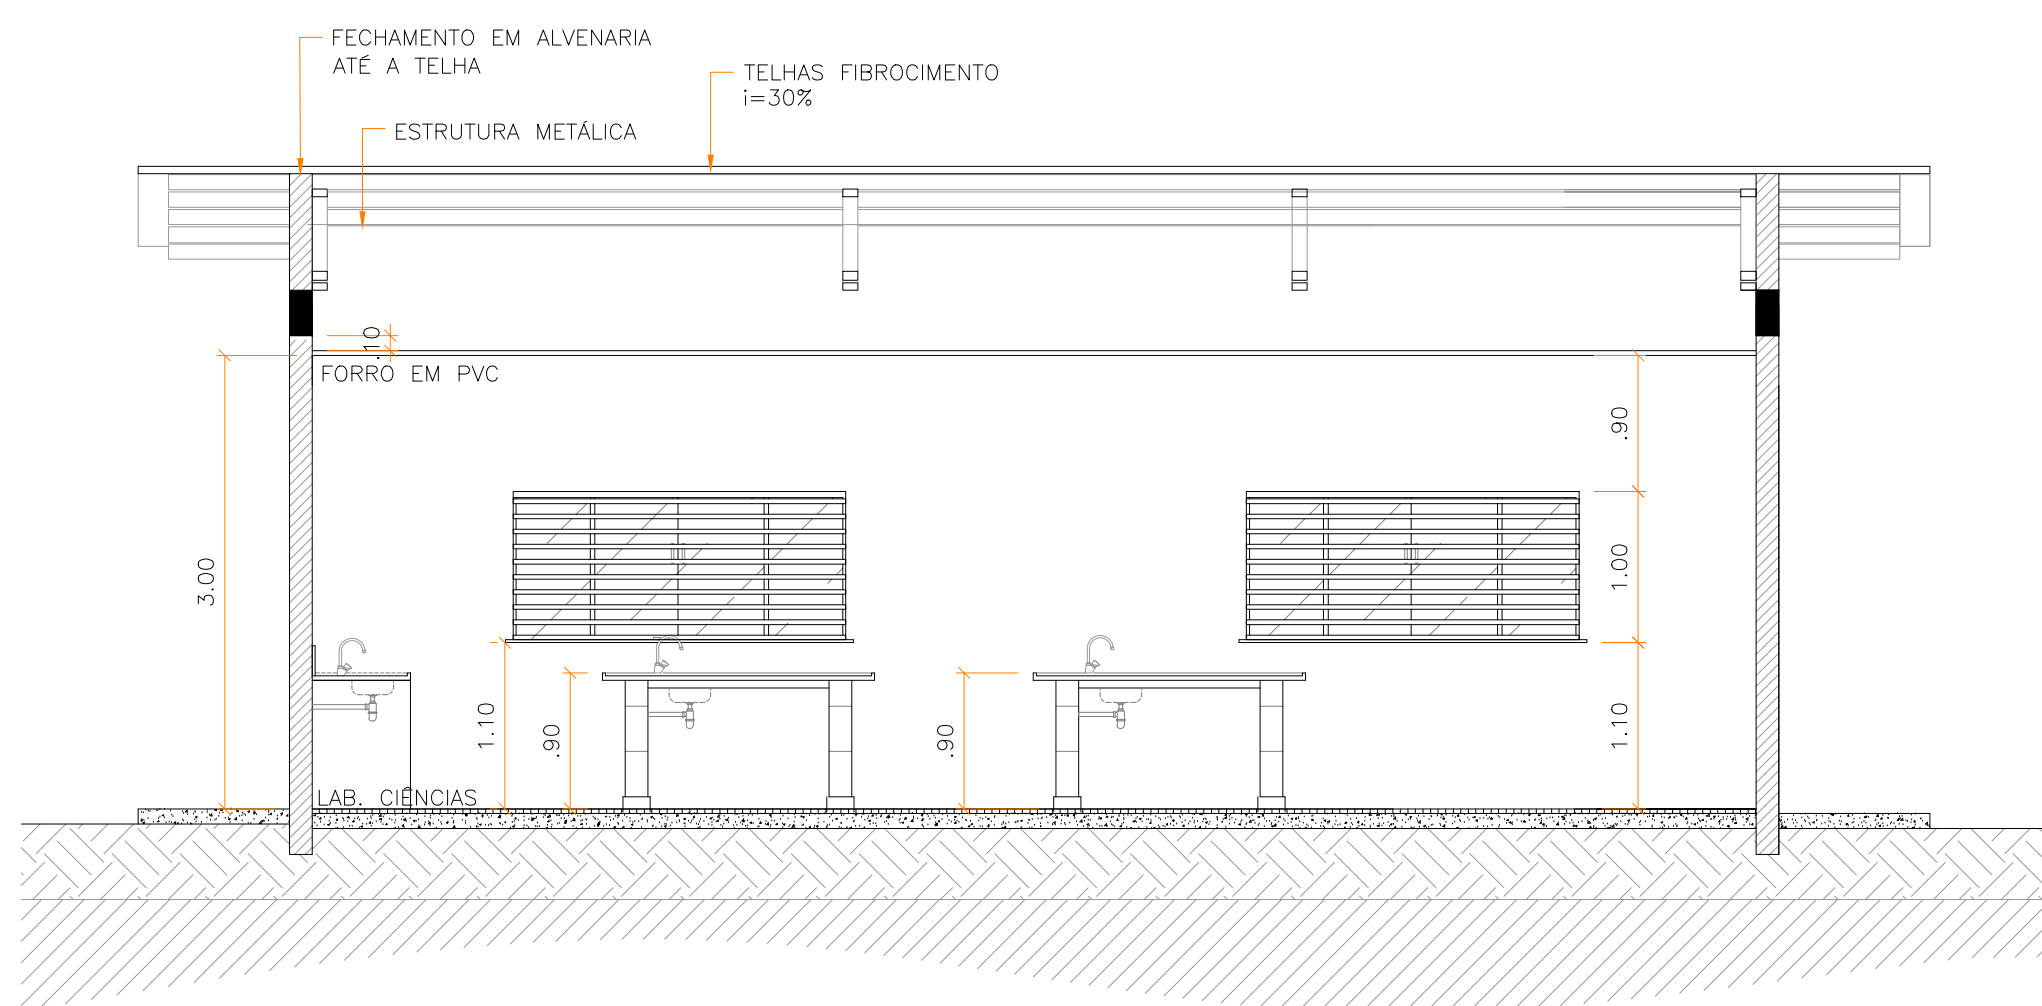 FECHAMENTO EM ALVENARIA
ATÉ A TELHA
TELHAS FIBROCIMENTO
i=30%
ESTRUTURA METÁLICA
.10
FORRO EM PVC
.90
3.00
1.00
1.10
.90
.90
1.10
LAB. CIÊNCIAS